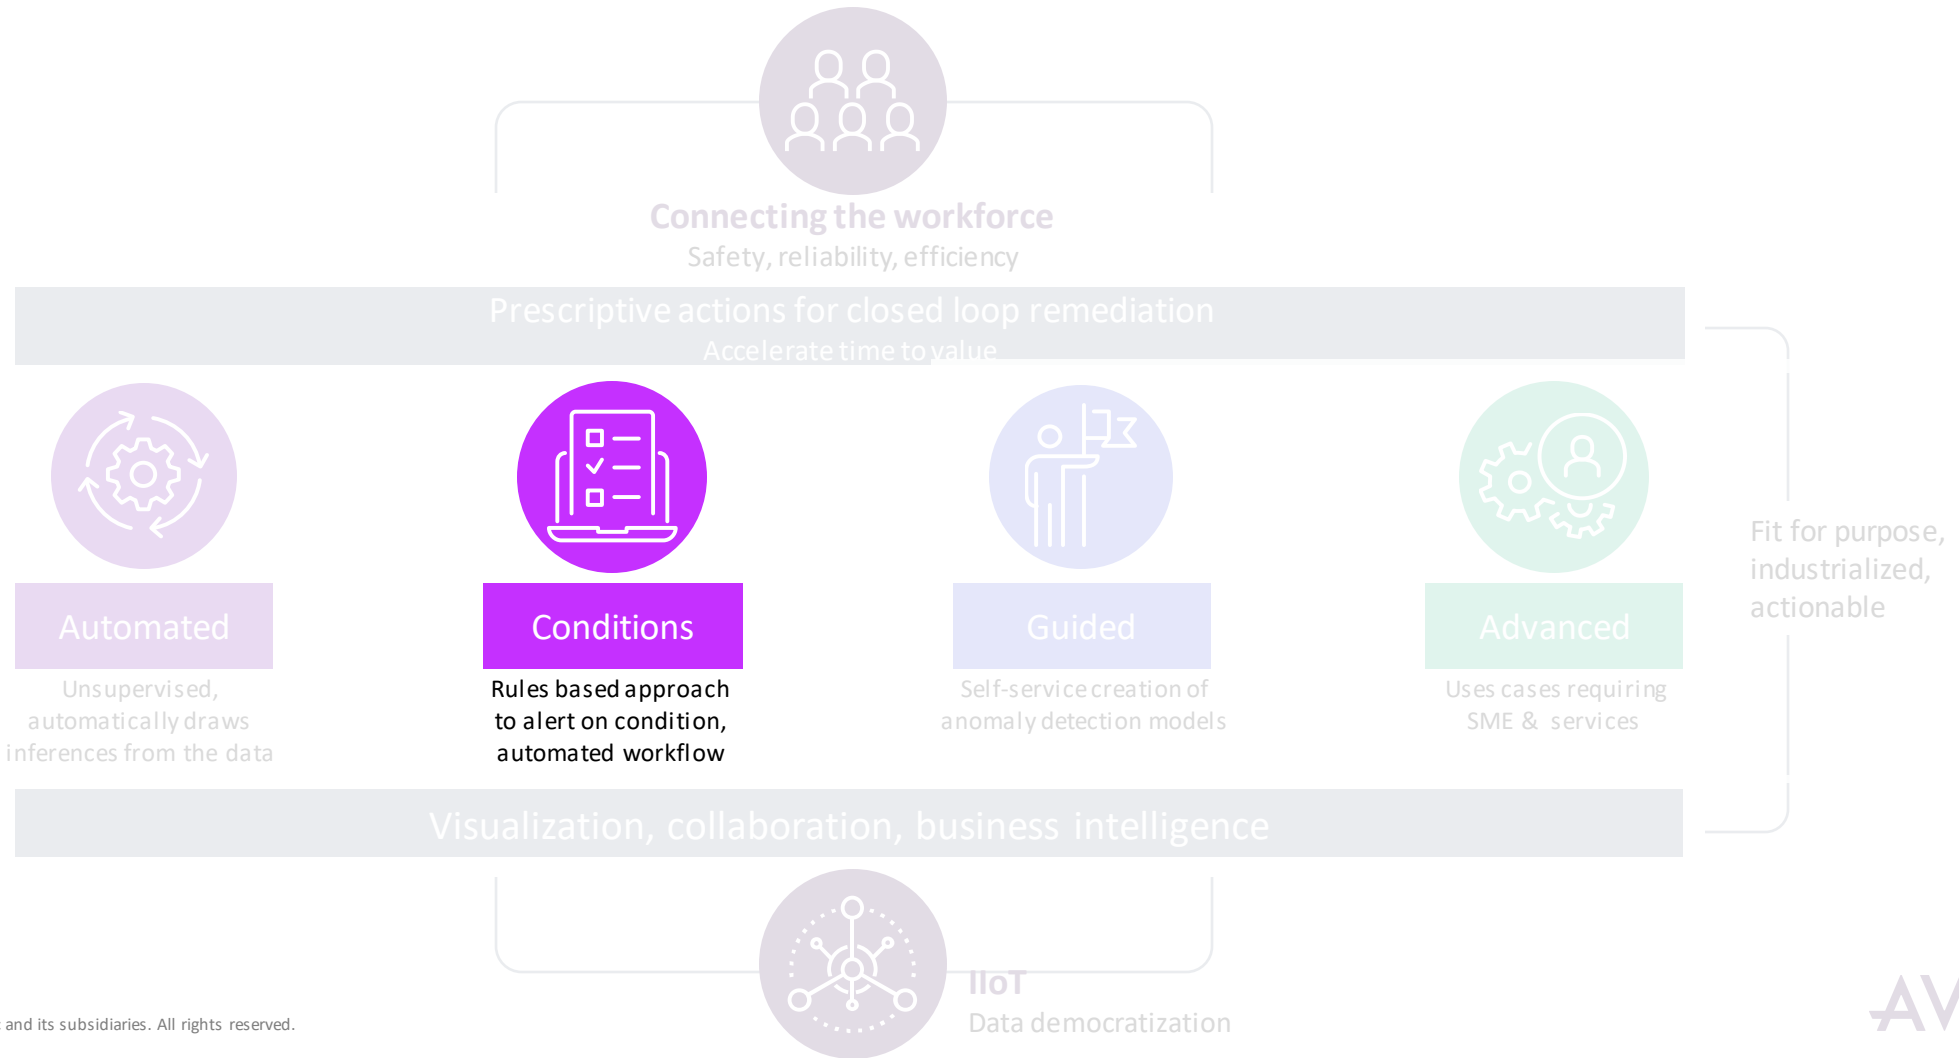 Connecting the workforce
Safety, reliability, efficiency
Prescriptive actions for closed loop remediation
Accelerate time to value
Automated
Unsupervised,
automatically draws
inferences from the data
Conditions
Rules based approach
to alert on condition,
automated workflow
Guided
Self-service creation of
anomaly detection models
Advanced
Uses cases requiring
SME & services
Fit for purpose,
industrialized,
actionable
Visualization, collaboration, business intelligence
IIoT
Data democratization
and its subsidiaries. All rights reserved.
AV